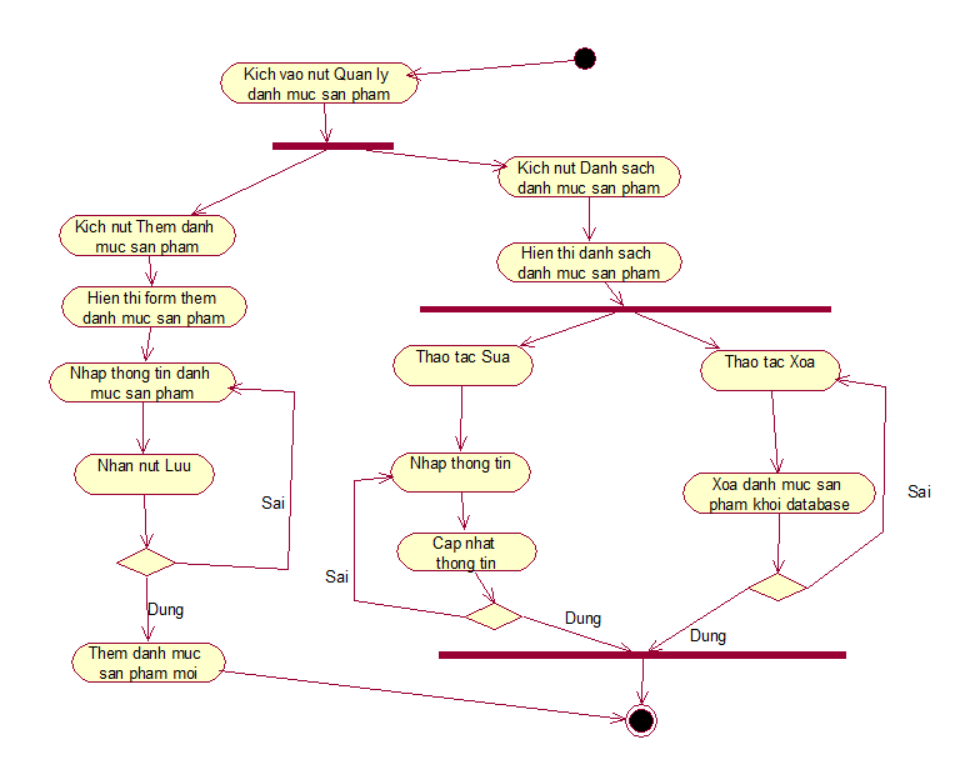 Kich vao nut Quan ly
danh muc san pham
Kich nut Danh sach
danh muc san pham
Kich nut Them danh
muc san pham
Hien thi danh sach
danh muc san pham
Hien thi form them
danh muc san pham
Thao tac Sua
Thao tac Xoa
Nhap thong tin danh
muc san pham
Nhan nut Luu
Nhap thong tin
Xoa danh muc san
pham khoi database
Sai
Sai
Cap nhat
thong tin
Sai
Dung
Dung
Dung
Them danh muc
san pham moi